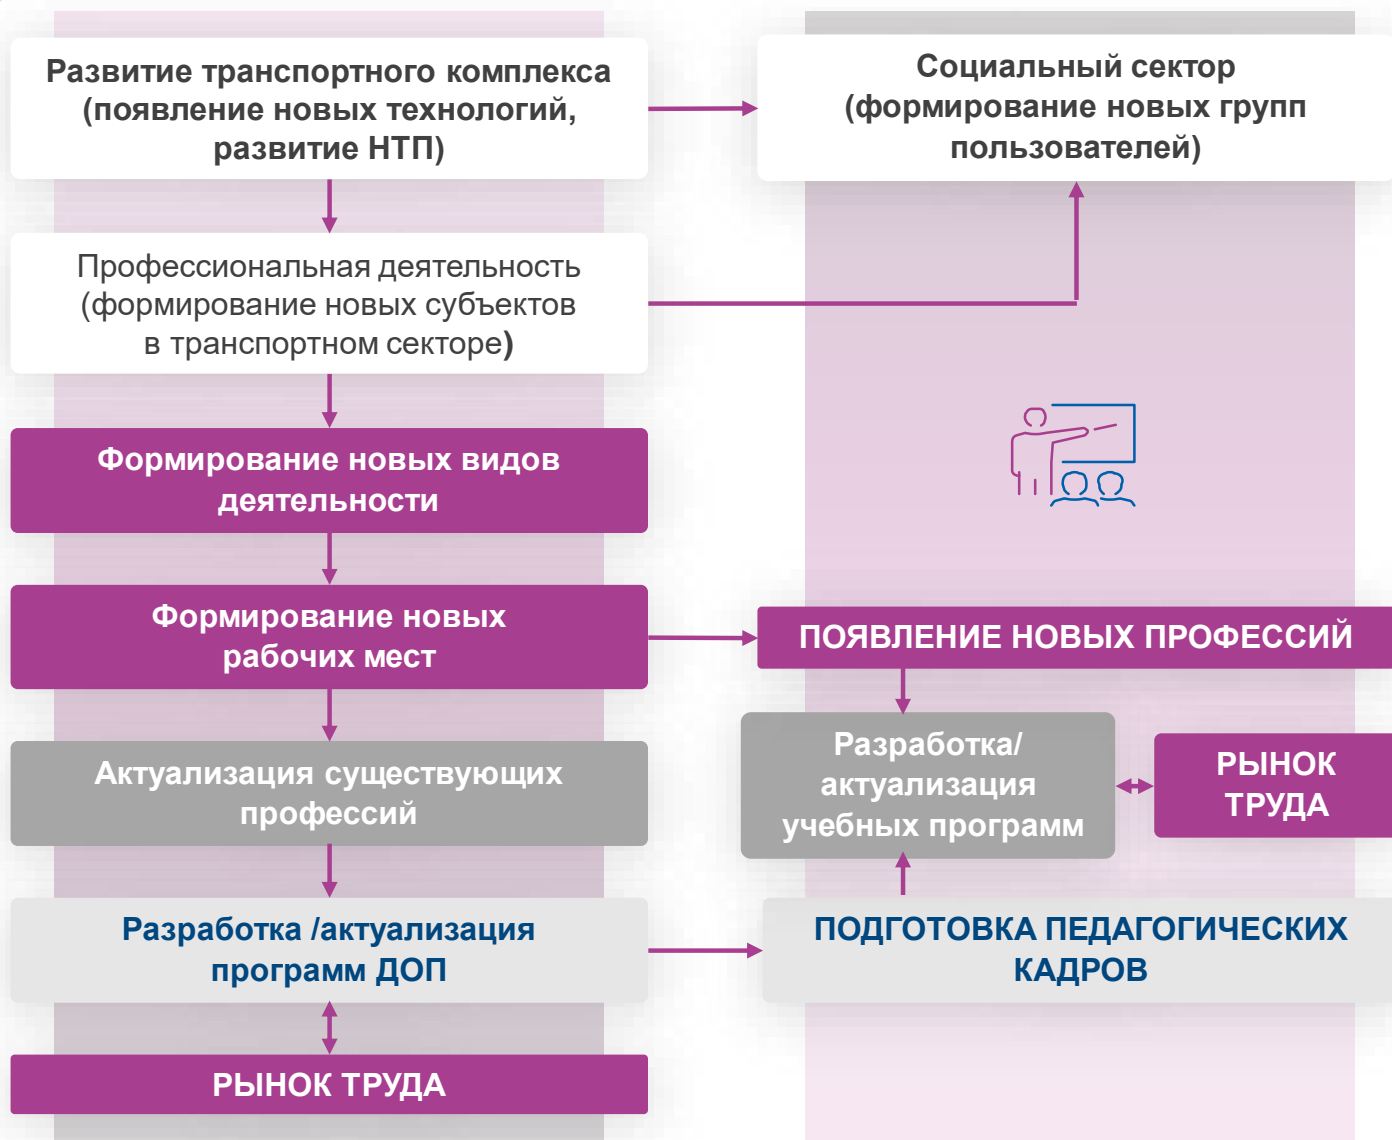 Развитие транспортного комплекса
(появление новых технологий,
развитие НТП)
Социальный сектор
(формирование новых групп
пользователей)
Профессиональная деятельность
(формирование новых субъектов
в транспортном секторе)
Формирование новых видов
деятельности
Формирование новых
рабочих мест
ПОЯВЛЕНИЕ НОВЫХ ПРОФЕССИЙ
Актуализация существующих
профессий
Разработка/
актуализация
учебных программ
РЫНОК
ТРУДА
Разработка /актуализация
программ ДОП
ПОДГОТОВКА ПЕДАГОГИЧЕСКИХ
КАДРОВ
РЫНОК ТРУДА